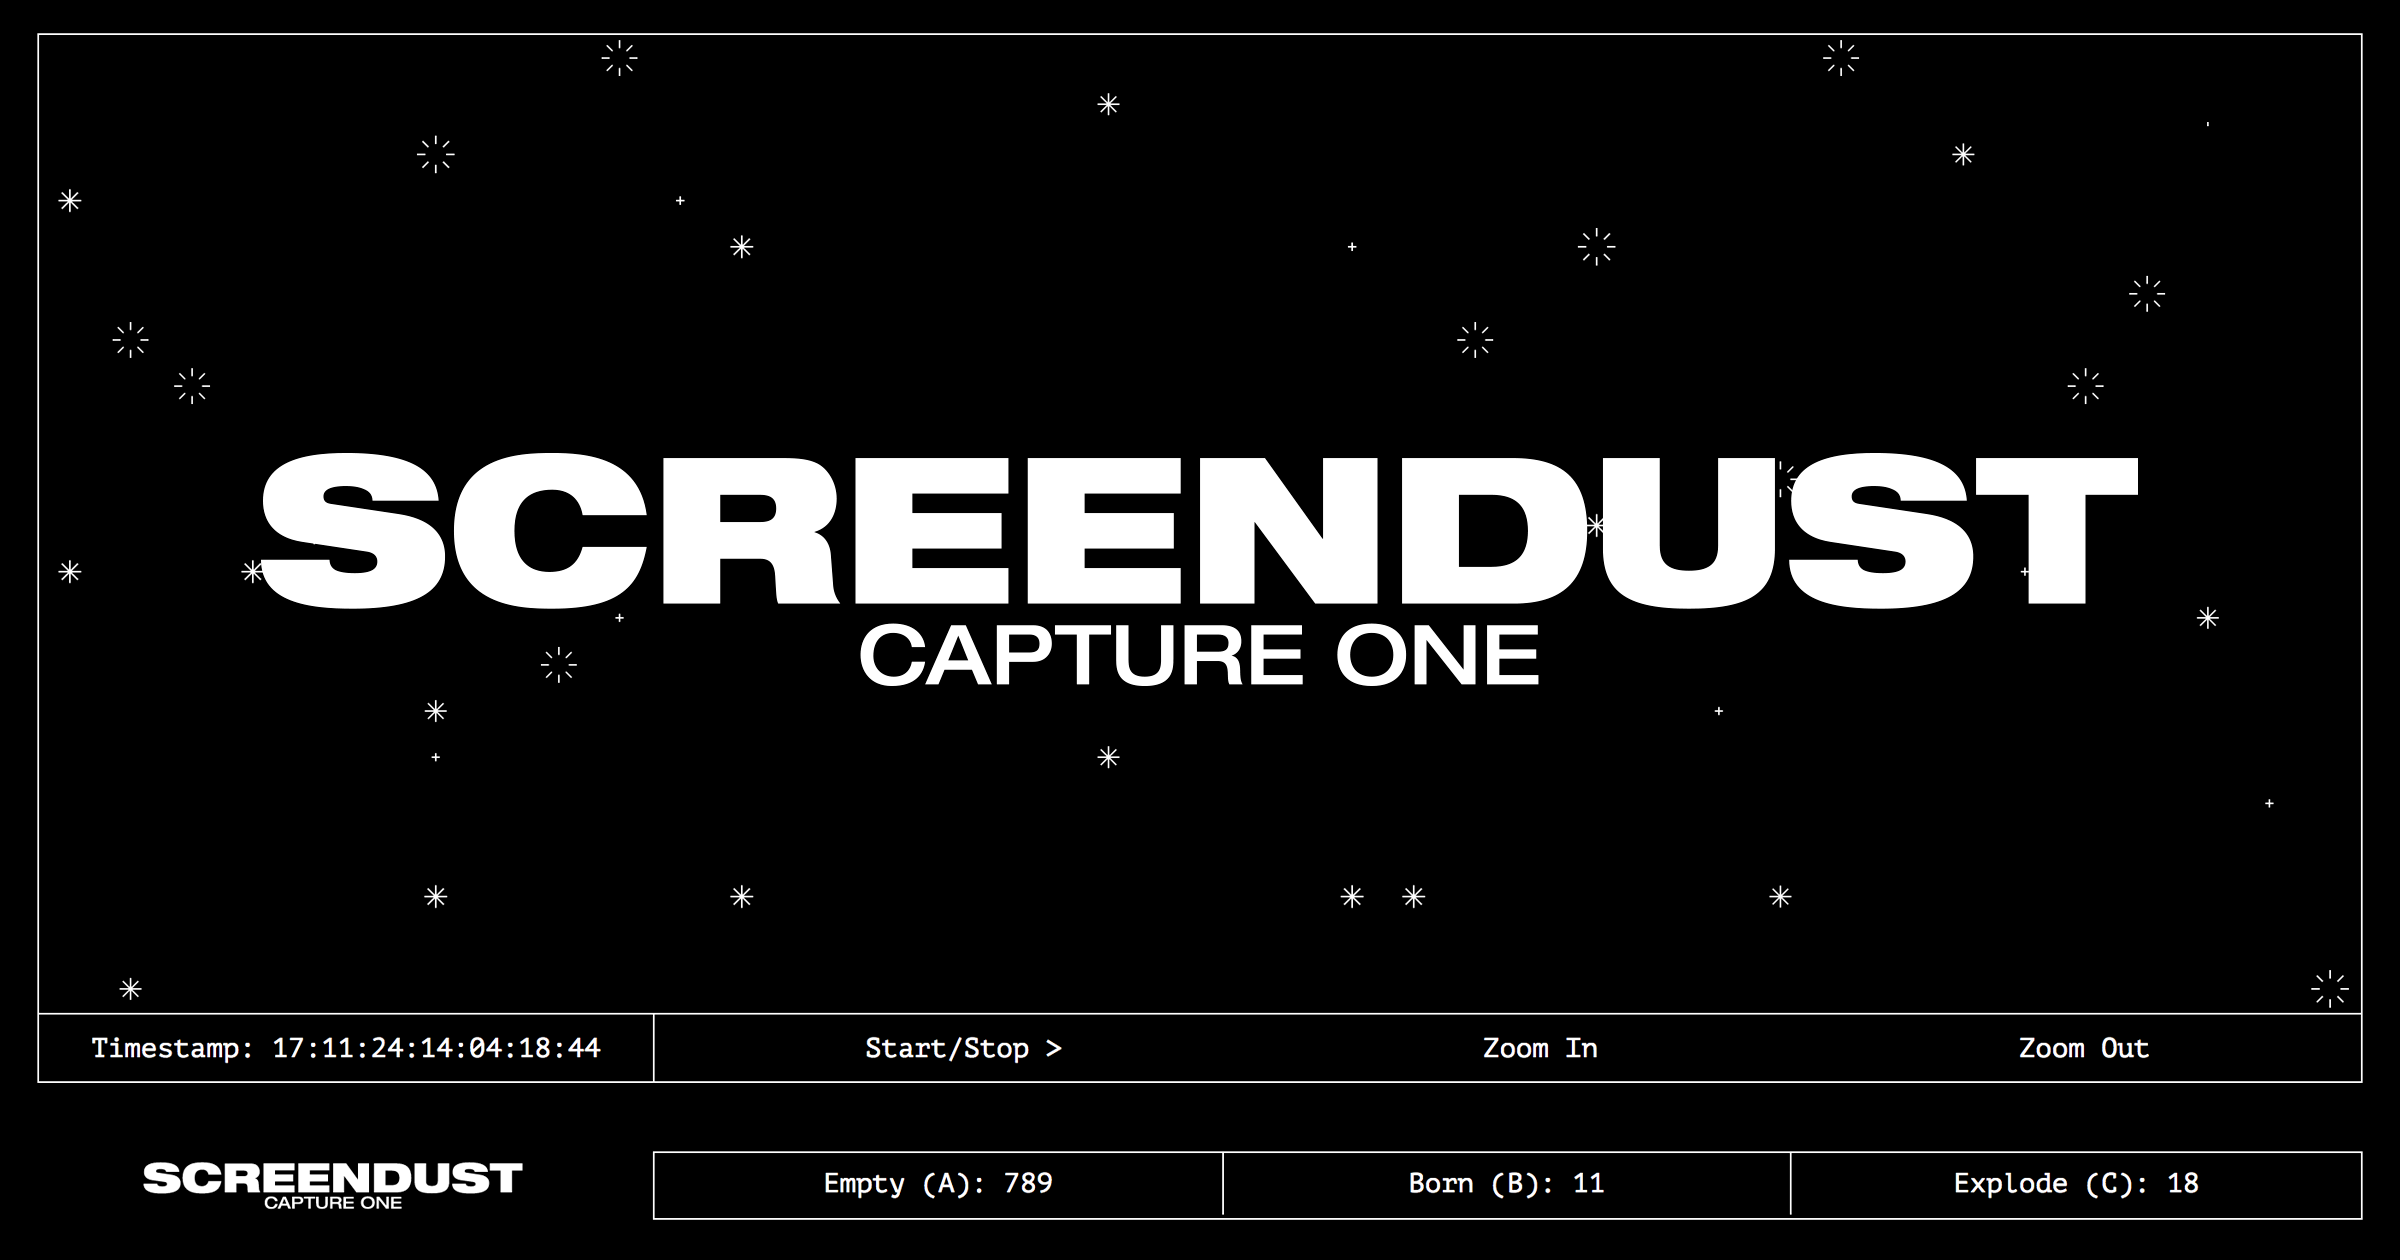 SCREENDUST
CAPTURE ONE
Timestamp: 17:11:24:14:04:18:44
Start/Stop >
Zoom In
Zoom Out
SCREENDUST
CAPTURE ONE
Empty (A): 789
Born (B): 11
Explode (C): 18